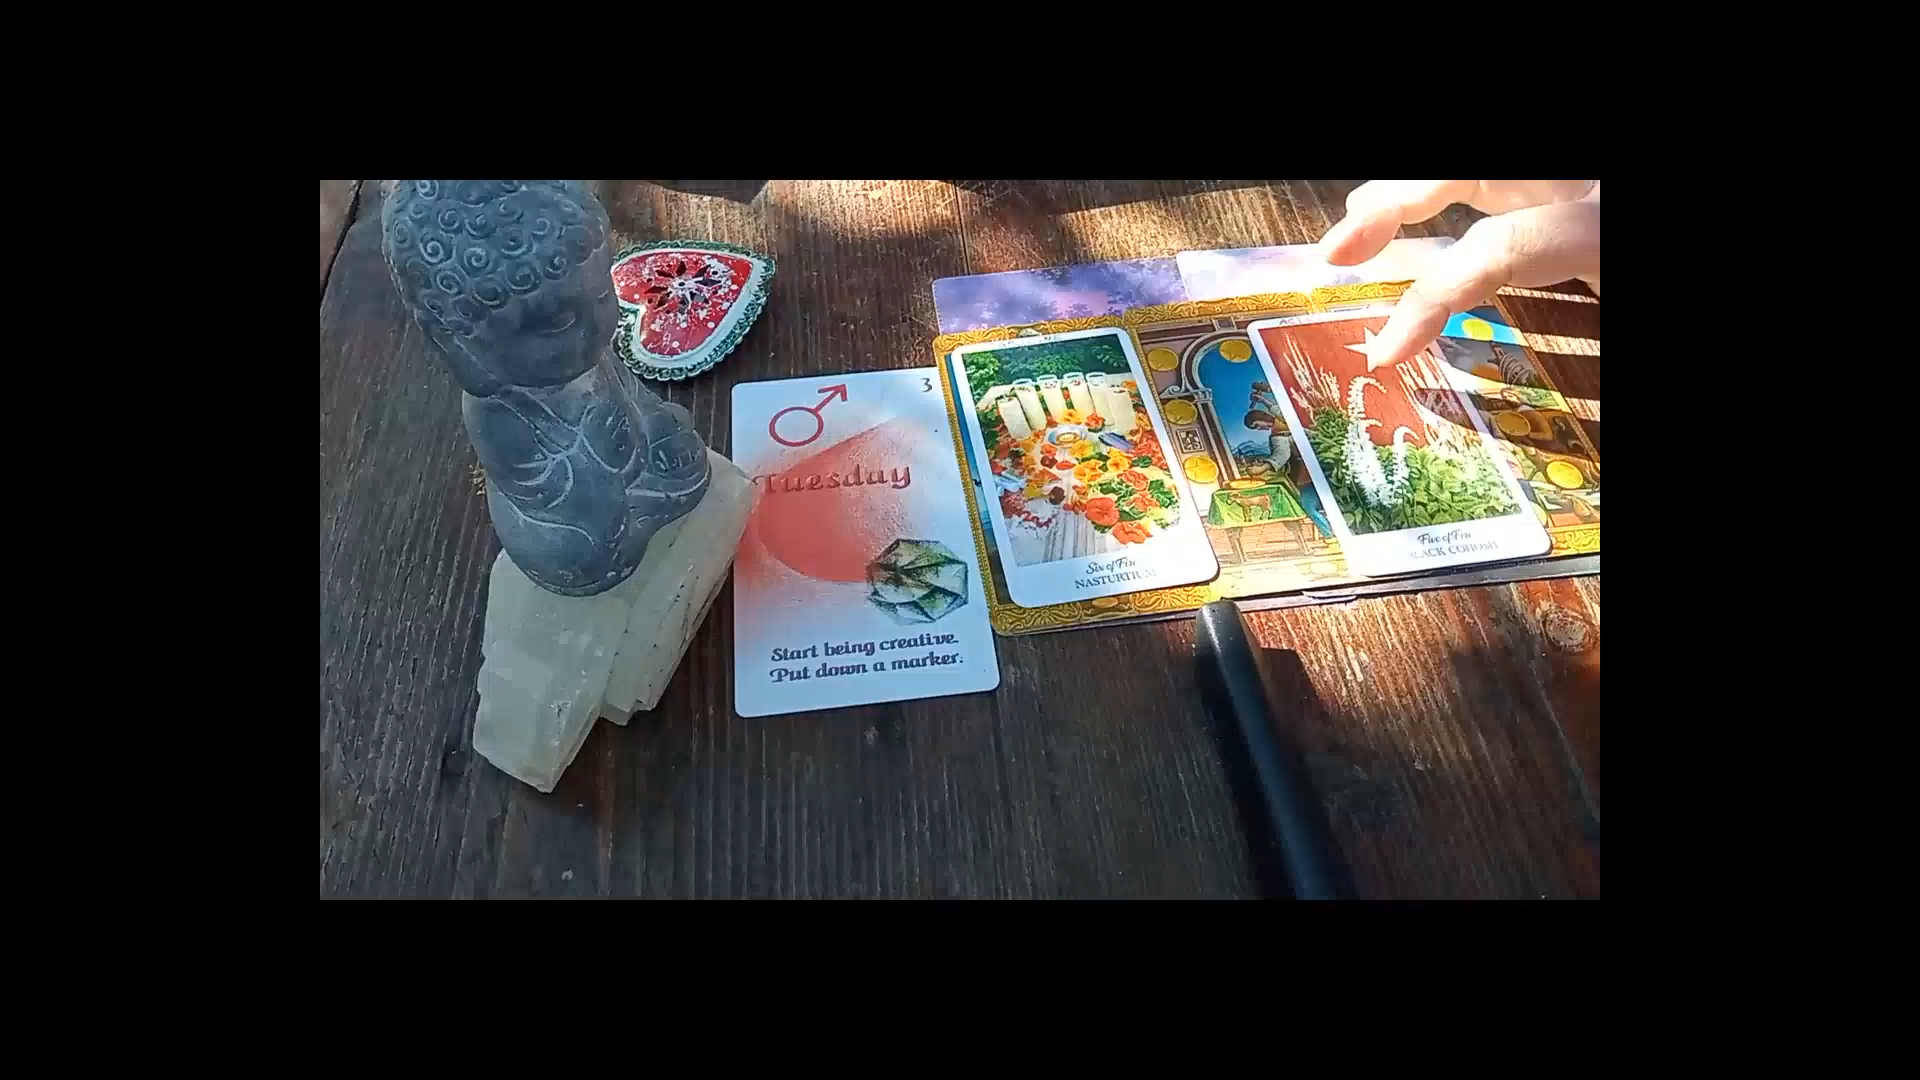 3
Tuesday
Start being creative.
Put down a marker.
Six of Fire
NASTURTIUM
Five of Fire
BLACK COHOSH